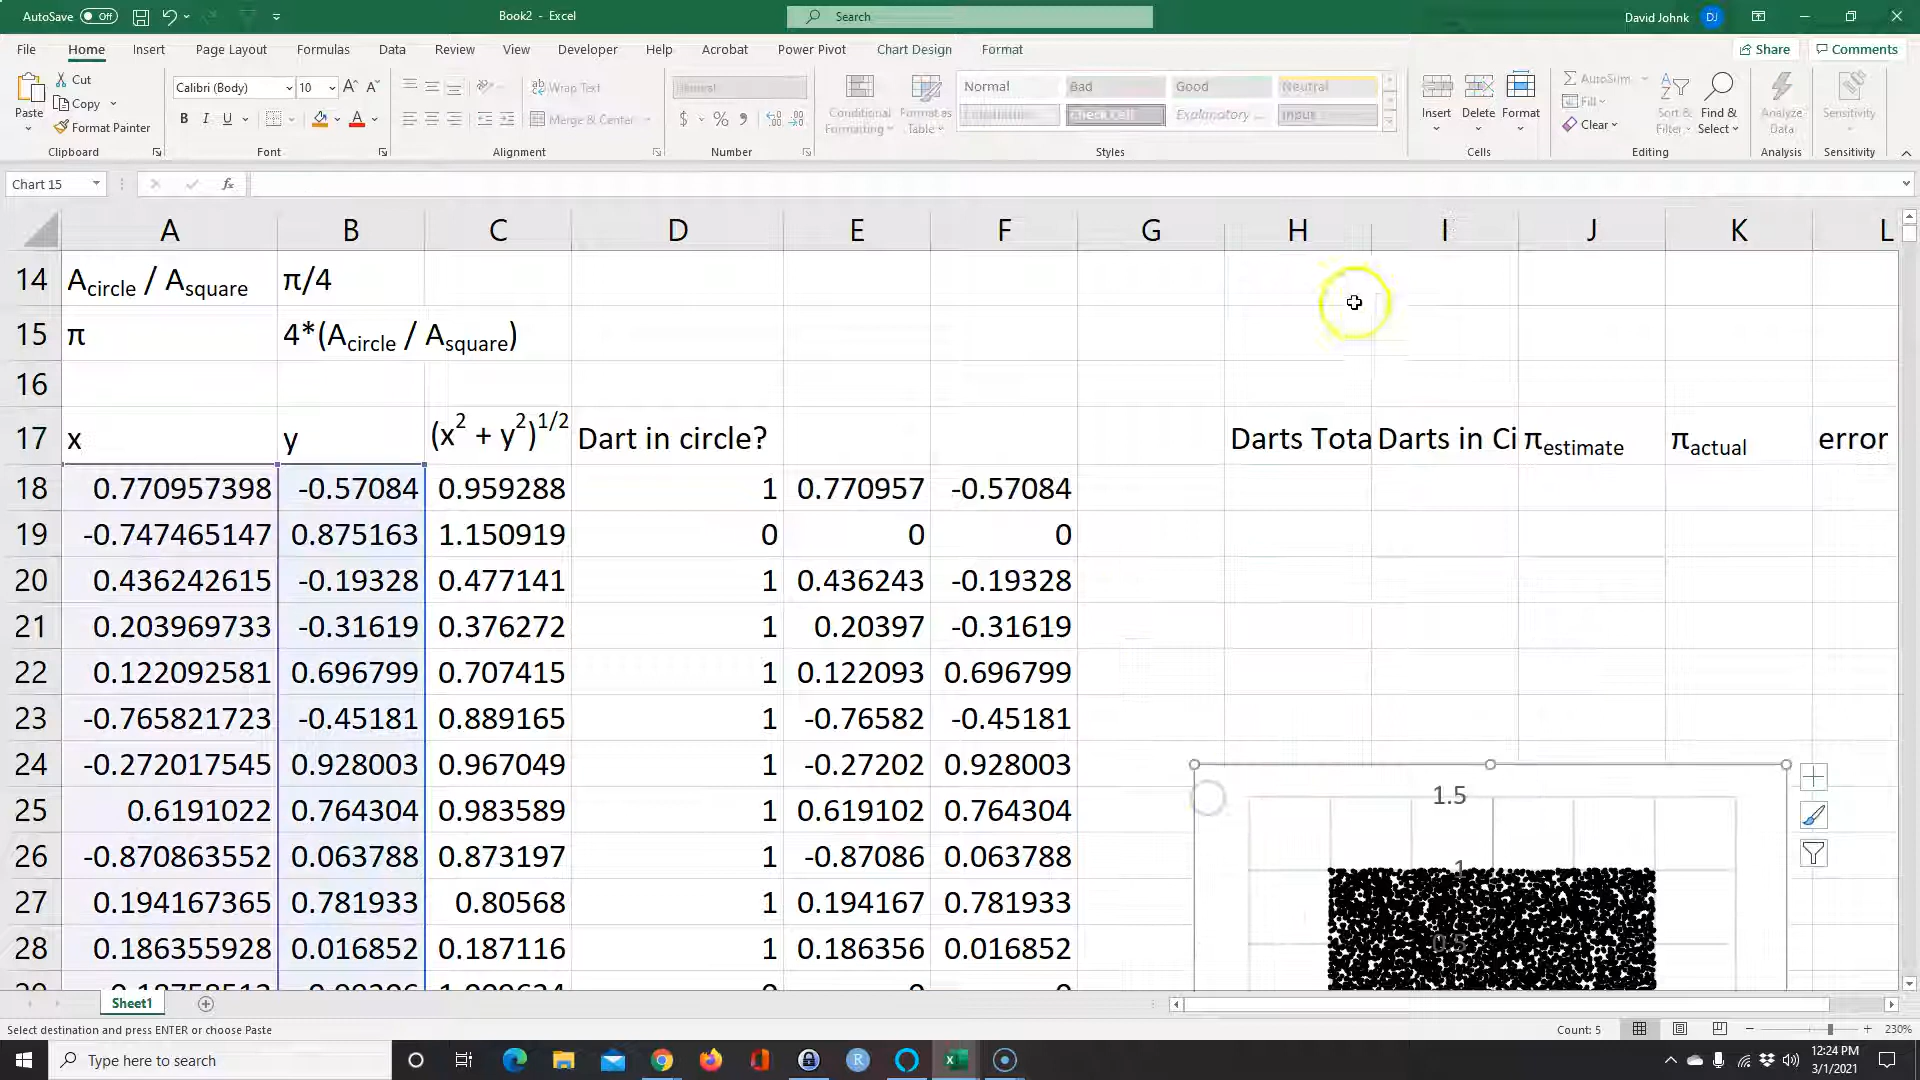 AutoSave Off Book2 - Excel Search David Johnk DJ
File Home Insert Page Layout Formulas Data Review View Developer Help Acrobat Power Pivot Chart Design Format Share Comments
Paste Cut Calibri (Body) 10 Wrap Text General Conditional Formatting Format as Table Normal Bad Good Neutral Insert Delete Format AutoSum Sort & Filter Find & Select Analyze Data Sensitivity
Copy B I U Merge & Center $ % Calculation Check Cell Explanatory ... Input Fill
Format Painter Clear
Clipboard Font Alignment Number Styles Cells Editing Analysis Sensitivity
Chart 15 fx
A B C D E F G H I J K L
14 Acircle / Asquare π/4
15 π 4*(Acircle / Asquare)
16
17 x y (x2 + y2)1/2 Dart in circle? Darts Tota Darts in Ci πestimate πactual error
18 0.770957398 -0.57084 0.959288 1 0.770957 -0.57084
19 -0.747465147 0.875163 1.150919 0 0 0
20 0.436242615 -0.19328 0.477141 1 0.436243 -0.19328
21 0.203969733 -0.31619 0.376272 1 0.20397 -0.31619
22 0.122092581 0.696799 0.707415 1 0.122093 0.696799
23 -0.765821723 -0.45181 0.889165 1 -0.76582 -0.45181
24 -0.272017545 0.928003 0.967049 1 -0.27202 0.928003
25 0.6191022 0.764304 0.983589 1 0.619102 0.764304
26 -0.870863552 0.063788 0.873197 1 -0.87086 0.063788
27 0.194167365 0.781933 0.80568 1 0.194167 0.781933
28 0.186355928 0.016852 0.187116 1 0.186356 0.016852
1.5
1
0.5
Sheet1
Select destination and press ENTER or choose Paste Count: 5 230%
Type here to search 12:24 PM
3/1/2021